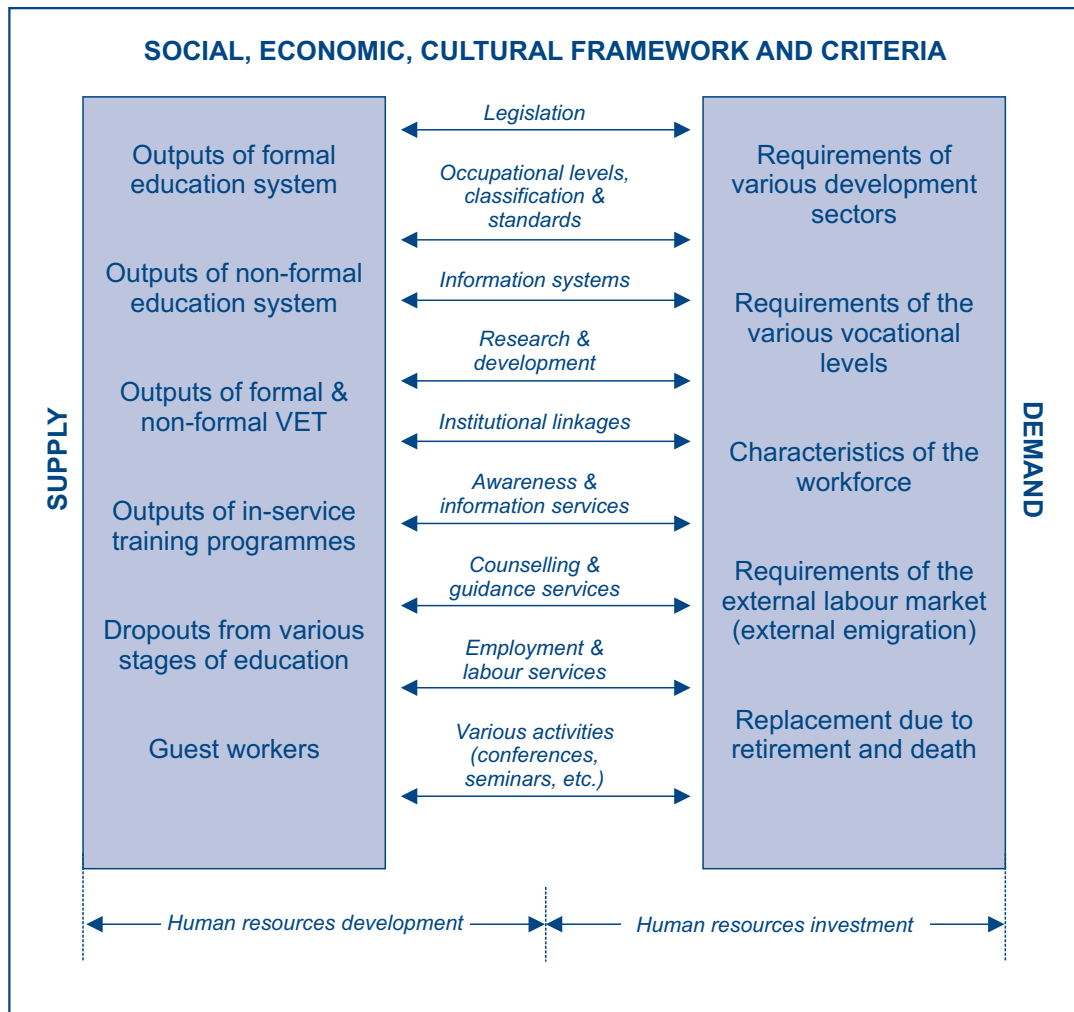 SOCIAL, ECONOMIC, CULTURAL FRAMEWORK AND CRITERIA
SUPPLY
Outputs of formal
education system
Outputs of non-formal
education system
Outputs of formal &
non-formal VET
Outputs of in-service
training programmes
Dropouts from various
stages of education
Guest workers
Legislation
Occupational levels,
classification &
standards
Information systems
Research &
development
Institutional linkages
Awareness &
information services
Counselling &
guidance services
Employment &
labour services
Various activities
(conferences,
seminars, etc.)
Requirements of
various development
sectors
Requirements of the
various vocational
levels
Characteristics of the
workforce
Requirements of the
external labour market
(external emigration)
Replacement due to
retirement and death
DEMAND
Human resources development
Human resources investment